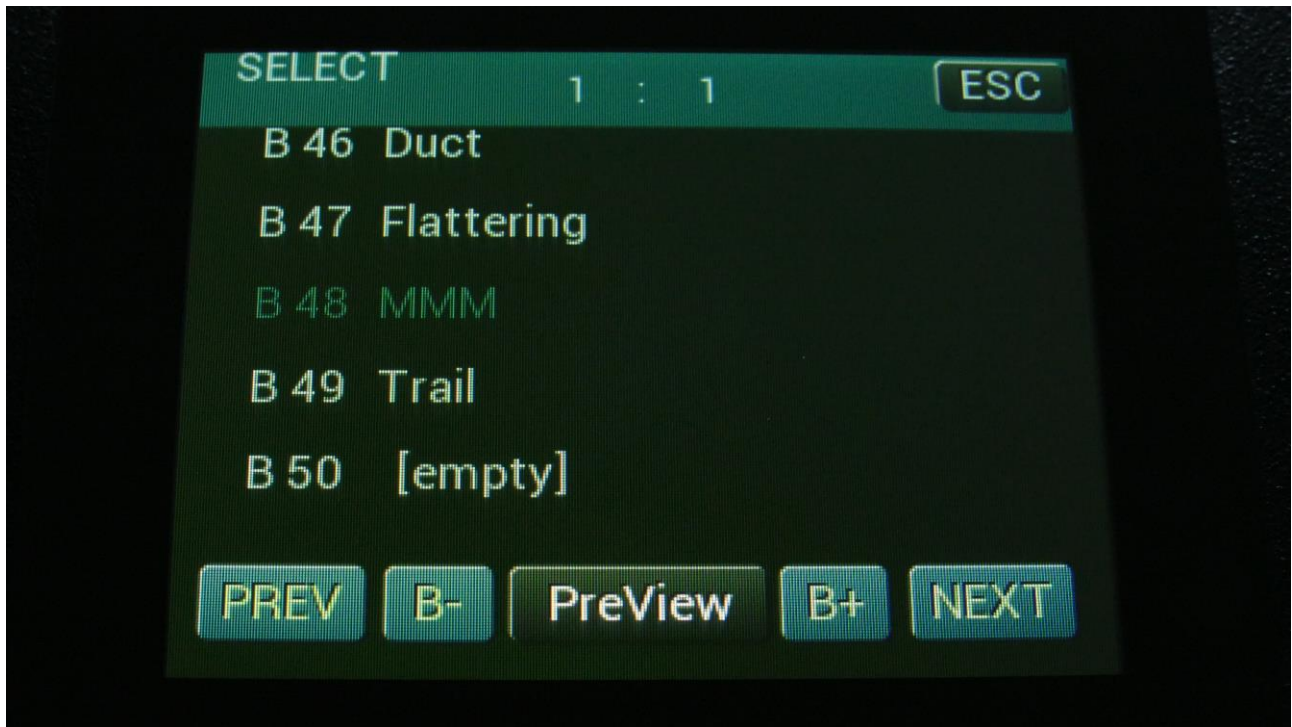 SELECT 1 : 1 ESC
B 46 Duct
B 47 Flattering
B 48 MMM
B 49 Trail
B 50 [empty]
PREV B- PreView B+ NEXT